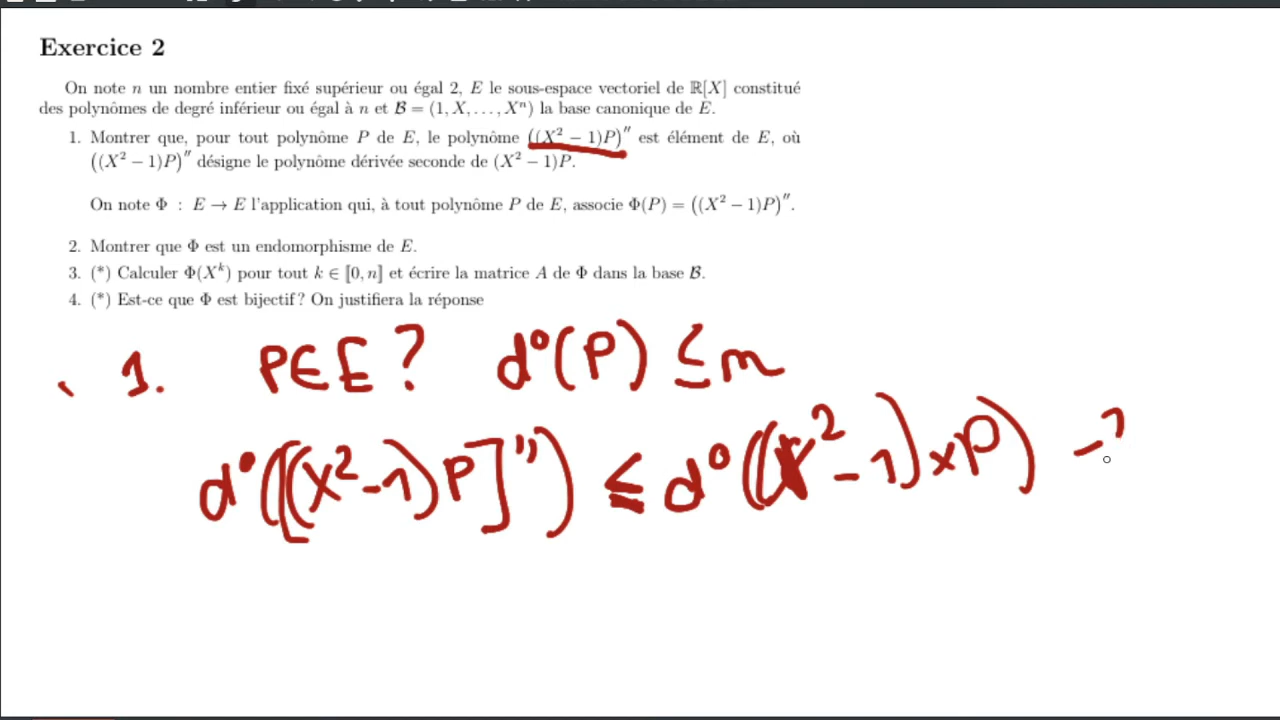 Exercice 2
On note n un nombre entier fixé supérieur ou égal 2, E le sous-espace vectoriel de ℝ[X] constitué
des polynômes de degré inférieur ou égal à n et ℬ = (1, X, . . . , Xⁿ) la base canonique de E.
1. Montrer que, pour tout polynôme P de E, le polynôme ((X² − 1)P)″ est élément de E, où
((X² − 1)P)″ désigne le polynôme dérivée seconde de (X² − 1)P.
On note Φ : E → E l'application qui, à tout polynôme P de E, associe Φ(P) = ((X² − 1)P)″.
2. Montrer que Φ est un endomorphisme de E.
3. (*) Calculer Φ(Xᵏ) pour tout k ∈ ⟦0, n⟧ et écrire la matrice A de Φ dans la base ℬ.
4. (*) Est-ce que Φ est bijectif ? On justifiera la réponse
1. P∈E ? d°(P) ≤ n
d°([(X²-1)P]″) ≤ d°((X²-1)×P) - ?